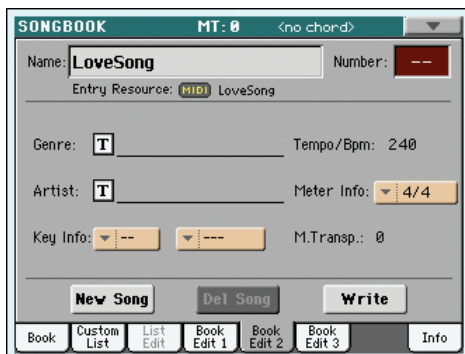 SONGBOOK MT: 0 <no chord>
Name: LoveSong Number: --
Entry Resource: MIDI LoveSong
Genre: T Tempo/Bpm: 240
Artist: T Meter Info: 4/4
Key Info: -- --- M.Transp.: 0
New Song Del Song Write
Book Custom List List Edit Book Edit 1 Book Edit 2 Book Edit 3 Info